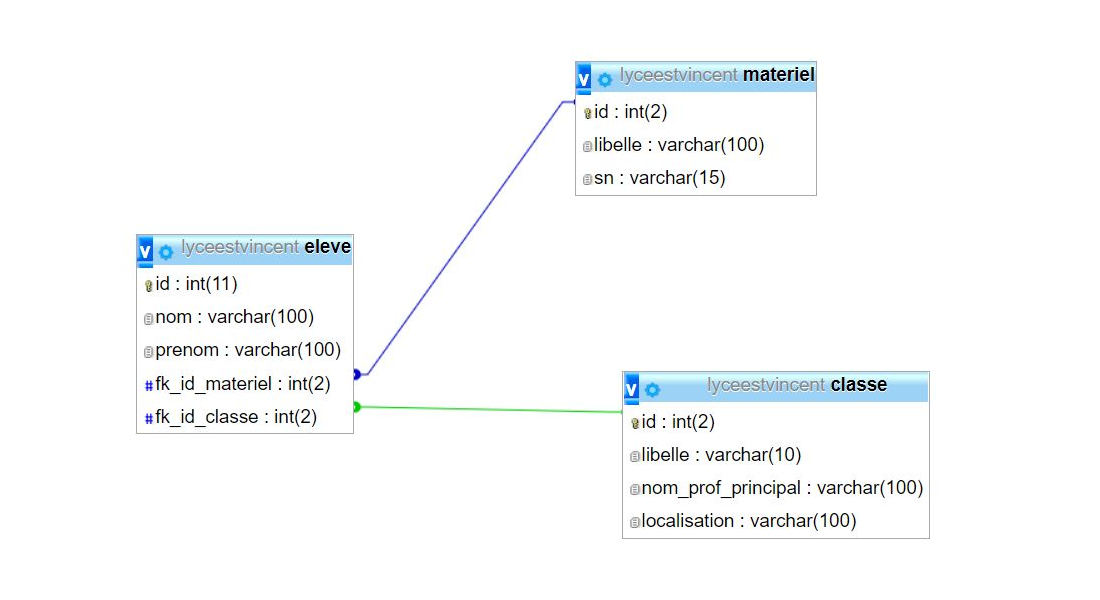 lyceestvincent materiel
id : int(2)
libelle : varchar(100)
sn : varchar(15)
lyceestvincent eleve
id : int(11)
nom : varchar(100)
prenom : varchar(100)
#fk_id_materiel : int(2)
#fk_id_classe : int(2)
lyceestvincent classe
id : int(2)
libelle : varchar(10)
nom_prof_principal : varchar(100)
localisation : varchar(100)